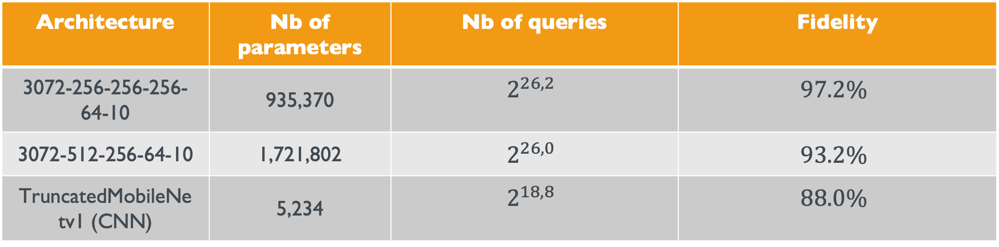 Architecture
Nb of
parameters
Nb of queries
Fidelity
3072-256-256-256-
64-10
935,370
2^26,2
97.2%
3072-512-256-64-10
1,721,802
2^26,0
93.2%
TruncatedMobileNe
tv1 (CNN)
5,234
2^18,8
88.0%